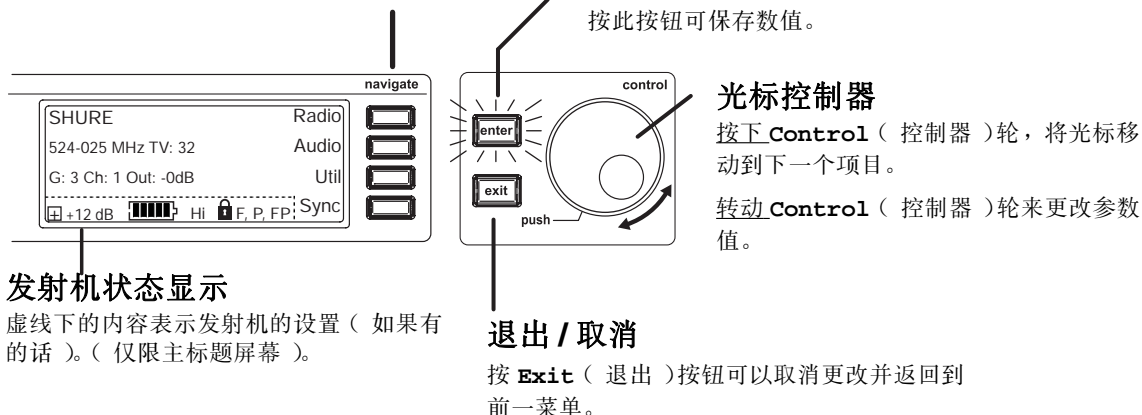 按此按钮可保存数值。
navigate
SHURE Radio
524-025 MHz TV: 32 Audio
G: 3 Ch: 1 Out: -0dB Util
+12 dB Hi F, P, FP Sync
control
enter
exit
push
光标控制器
按下 Control（ 控制器 ）轮，将光标移
动到下一个项目。
转动 Control（ 控制器 ）轮来更改参数
值。
发射机状态显示
虚线下的内容表示发射机的设置（ 如果有
的话 ）。（ 仅限主标题屏幕 ）。
退出 / 取消
按 Exit（ 退出 ）按钮可以取消更改并返回到
前一菜单。